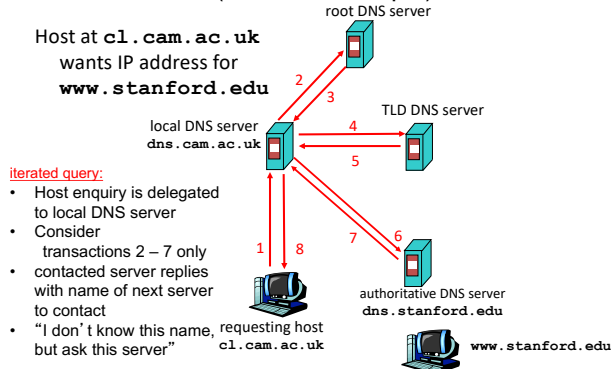 root DNS server
Host at cl.cam.ac.uk
wants IP address for
www.stanford.edu
2
3
TLD DNS server
local DNS server
dns.cam.ac.uk
4
5
iterated query:
• Host enquiry is delegated
to local DNS server
• Consider
transactions 2 – 7 only
• contacted server replies
with name of next server
to contact
• “I don’t know this name,
but ask this server”
1
8
7
6
requesting host
cl.cam.ac.uk
authoritative DNS server
dns.stanford.edu
www.stanford.edu